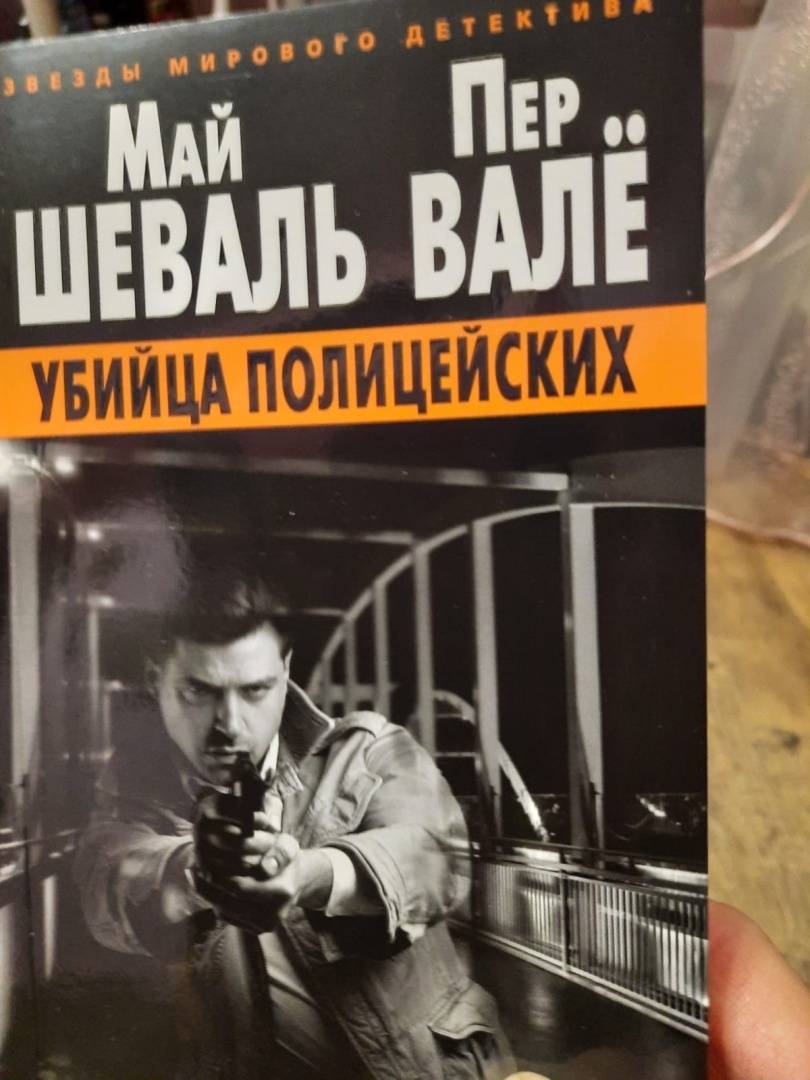 ЗВЕЗДЫ МИРОВОГО ДЕТЕКТИВА
МАЙ ПЕР
ШЕВАЛЬ ВАЛЁ
УБИЙЦА ПОЛИЦЕЙСКИХ